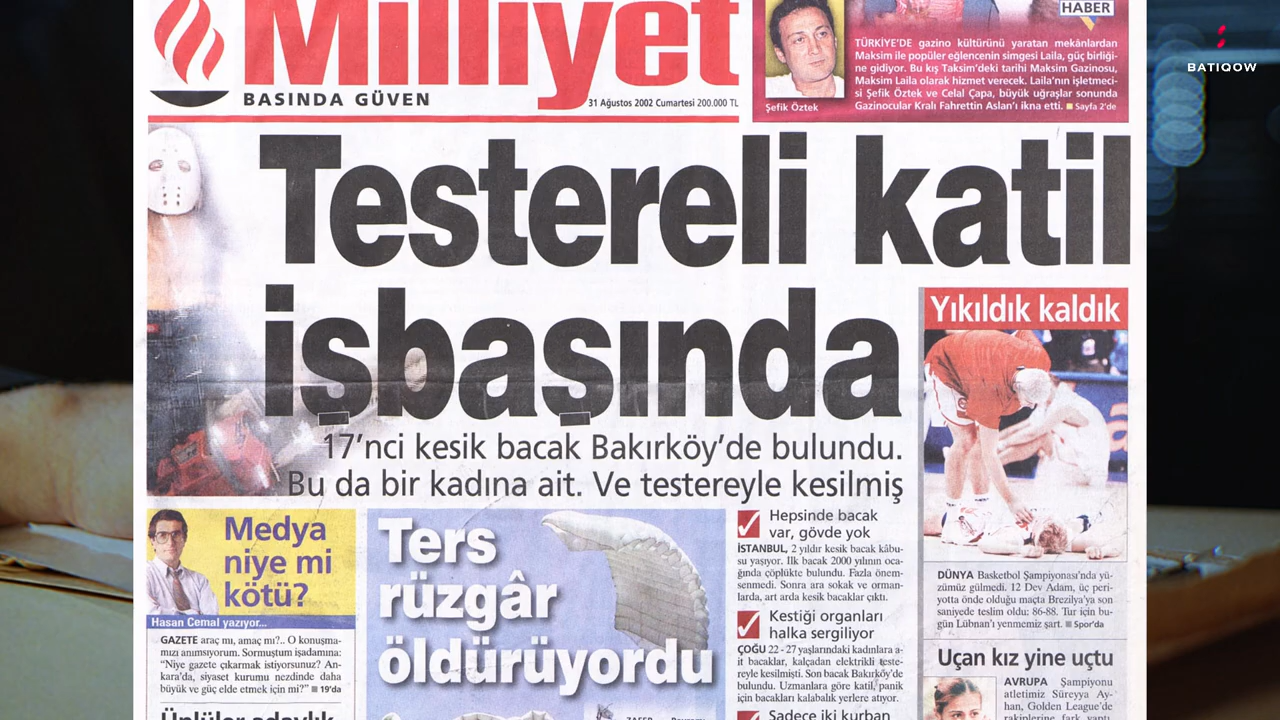 Milliyet
BASINDA GÜVEN
31 Ağustos 2002 Cumartesi 200.000 TL
Şefik Öztek
HABER
TÜRKİYE'DE gazino kültürünü yaratan mekânlardan
Maksim ile popüler eğlencenin simgesi Laila, güç birliği-
ne gidiyor. Bu kış Taksim'deki tarihi Maksim Gazinosu,
Maksim Laila olarak hizmet verecek. Laila'nın işletmeci-
si Şefik Öztek ve Celal Çapa, büyük uğraşlar sonunda
Gazinocular Kralı Fahrettin Aslan'ı ikna etti. Sayfa 2'de
BATIQOW
Testereli katil
işbaşında
17'nci kesik bacak Bakırköy'de bulundu.
Bu da bir kadına ait. Ve testereyle kesilmiş
Yıkıldık kaldık
DÜNYA Basketbol Şampiyonası'nda yü-
zümüz gülmedi. 12 Dev Adam, üç peri-
yotta önde olduğu maçta Brezilya'ya son
saniyede teslim oldu: 86-88. Tur için bu-
gün Lübnan'ı yenmemiz şart. Spor'da
Uçan kız yine uçtu
AVRUPA Şampiyonu
atletimiz Süreyya Ay-
han, Golden League'de
rakiplerine fark yaptı.
Medya
niye mi
kötü?
Hasan Cemal yazıyor...
GAZETE araç mı, amaç mı?.. O konuşma-
mızı anımsıyorum. Sormuştum işadamına:
"Niye gazete çıkarmak istiyorsunuz? An-
kara'da, siyaset kurumu nezdinde daha
büyük ve güç elde etmek için mi?" 19'da
Ünlüler adaylık
Ters
rüzgâr
öldürüyordu
ZAFER Bayramı
Hepsinde bacak
var, gövde yok
İSTANBUL, 2 yıldır kesik bacak kâbu-
su yaşıyor. İlk bacak 2000 yılının oca-
ğında çöplükte bulundu. Fazla önem-
senmedi. Sonra ara sokak ve orman-
larda, art arda kesik bacaklar çıktı.
Kestiği organları
halka sergiliyor
ÇOĞU 22 - 27 yaşlarındaki kadınlara a-
it bacaklar, kalçadan elektrikli teste-
reyle kesilmişti. Son bacak Bakırköy'de
bulundu. Uzmanlara göre katil, panik
için bacakları kalabalık yerlere atıyor.
Sadece iki kurban